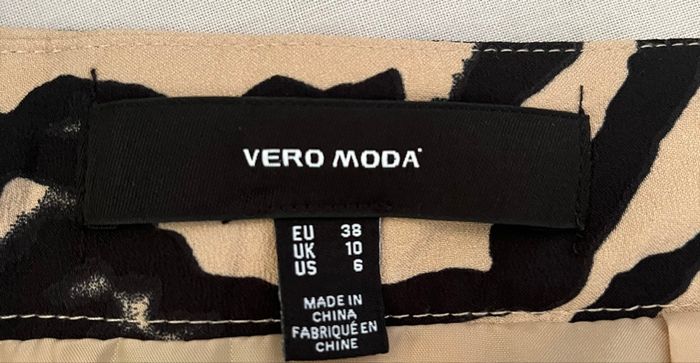 VERO MODA
EU 38
UK 10
US 6
MADE IN
CHINA
FABRIQUÉ EN
CHINE